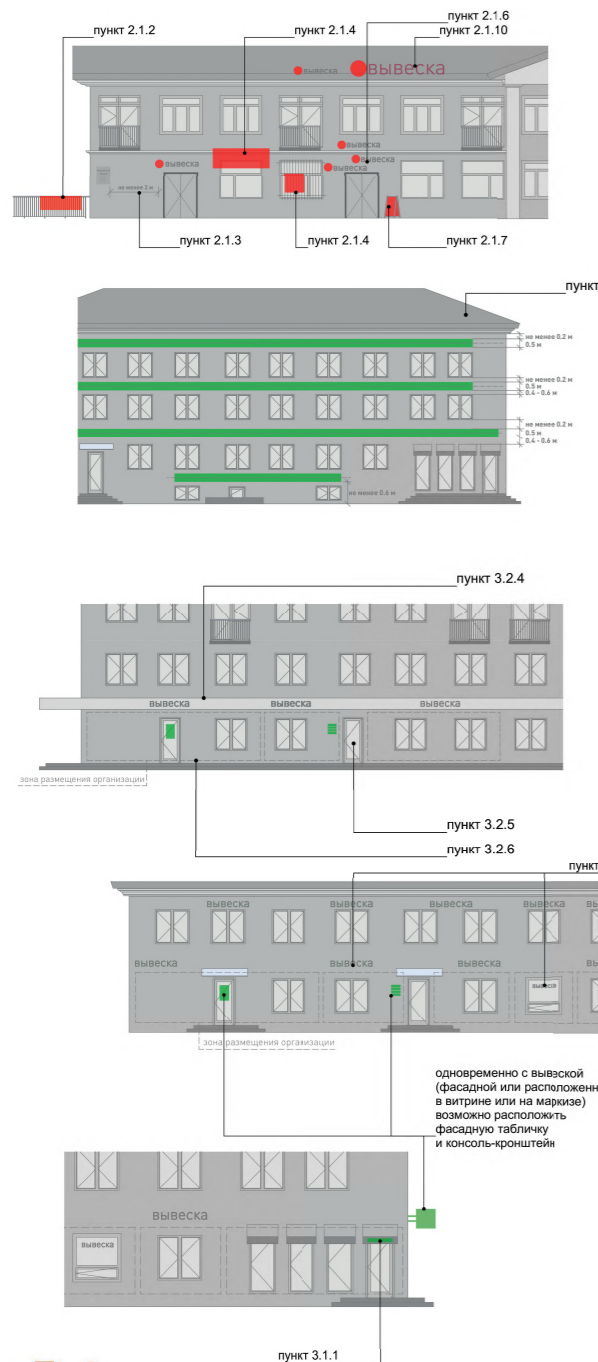 пункт 2.1.6
пункт 2.1.2
пункт 2.1.4
пункт 2.1.10
вывеска
вывеска
вывеска
вывеска
вывеска
вывеска
не менее 2 м
пункт 2.1.3
пункт 2.1.4
пункт 2.1.7
пункт
не менее 0.2 м
0.5 м
не менее 0.2 м
0.5 м
0.4 - 0.6 м
не менее 0.2 м
0.5 м
0.4 - 0.6 м
не менее 0.6 м
пункт 3.2.4
вывеска
вывеска
вывеска
зона размещения организации
пункт 3.2.5
пункт 3.2.6
пункт
вывеска
вывеска
вывеска
вывеска
вы
вывеска
вывеска
вывеска
вывеска
вы
зона размещения организации
одновременно с вывеской
(фасадной или расположенн
в витрине или на маркизе)
возможно расположить
фасадную табличку
и консоль-кронштейн
вывеска
вывеска
пункт 3.1.1